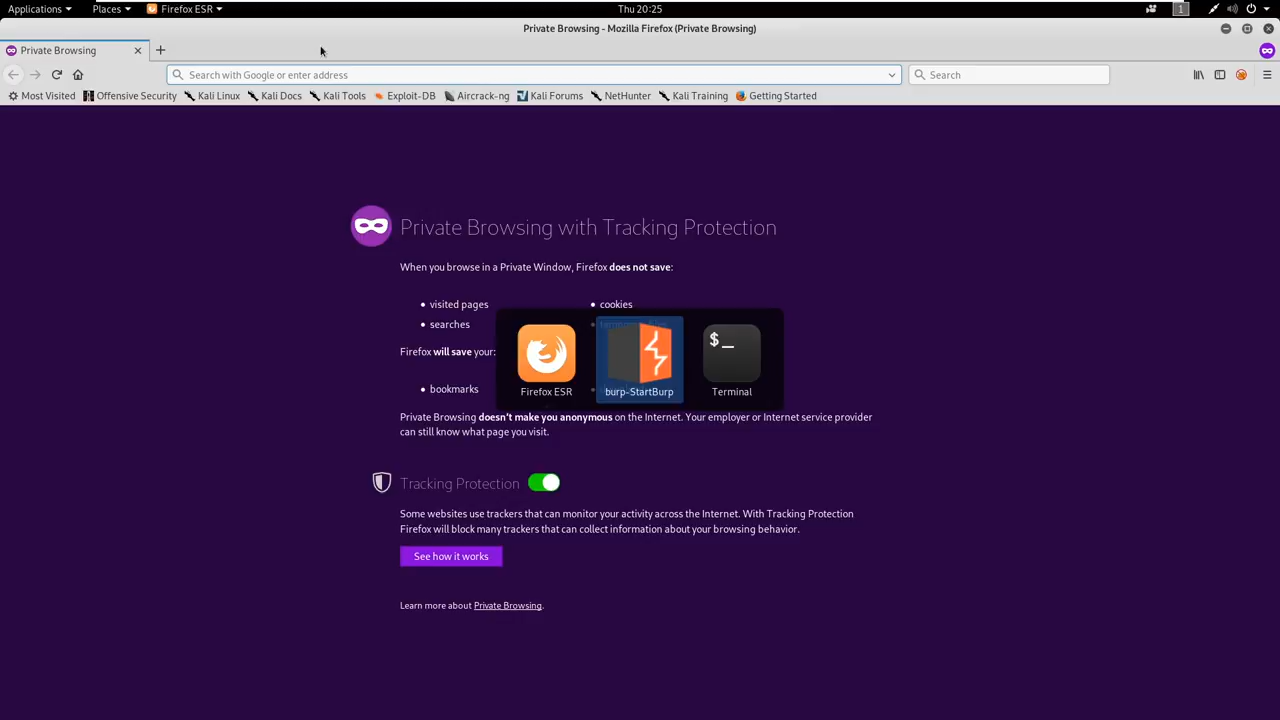 Applications Places Firefox ESR Thu 20:25 1
Private Browsing - Mozilla Firefox (Private Browsing)
Private Browsing
Search with Google or enter address Search
Most Visited Offensive Security Kali Linux Kali Docs Kali Tools Exploit-DB Aircrack-ng Kali Forums NetHunter Kali Training Getting Started
Private Browsing with Tracking Protection
When you browse in a Private Window, Firefox does not save:
• visited pages • cookies
• searches
Firefox will save your:
• bookmarks
$_
Firefox ESR burp-StartBurp Terminal
Private Browsing doesn't make you anonymous on the Internet. Your employer or Internet service provider
can still know what page you visit.
Tracking Protection
Some websites use trackers that can monitor your activity across the Internet. With Tracking Protection
Firefox will block many trackers that can collect information about your browsing behavior.
See how it works
Learn more about Private Browsing.